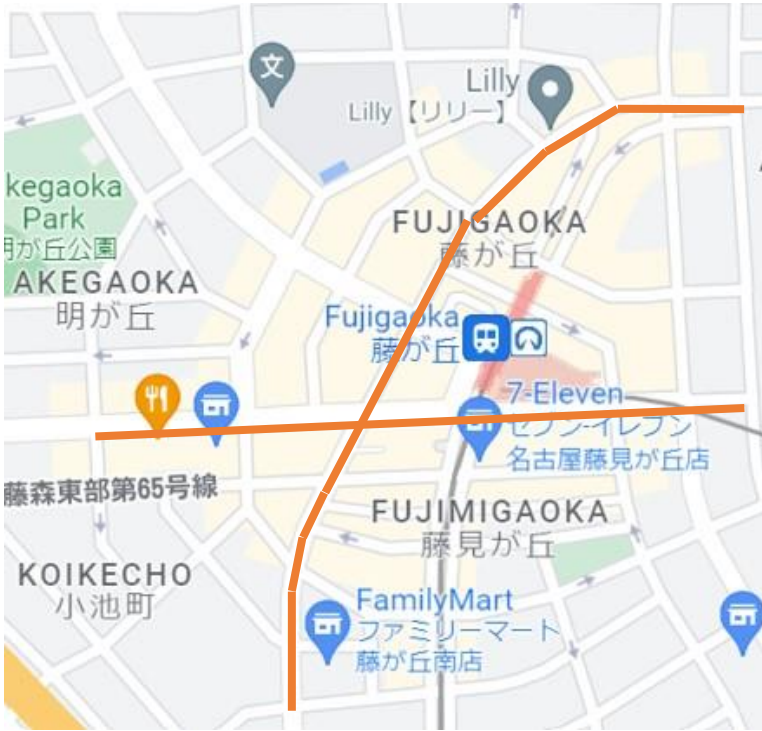 文
Lilly
Lilly【リリー】
kegaoka
Park
明が丘公園
FUJIGAOKA
藤が丘
AKEGAOKA
明が丘
Fujigaoka
藤が丘
7-Eleven
セブン-イレブン
名古屋藤見が丘店
藤森東部第65号線
FUJIMIGAOKA
藤見が丘
KOIKECHO
小池町
FamilyMart
ファミリーマート
藤が丘南店